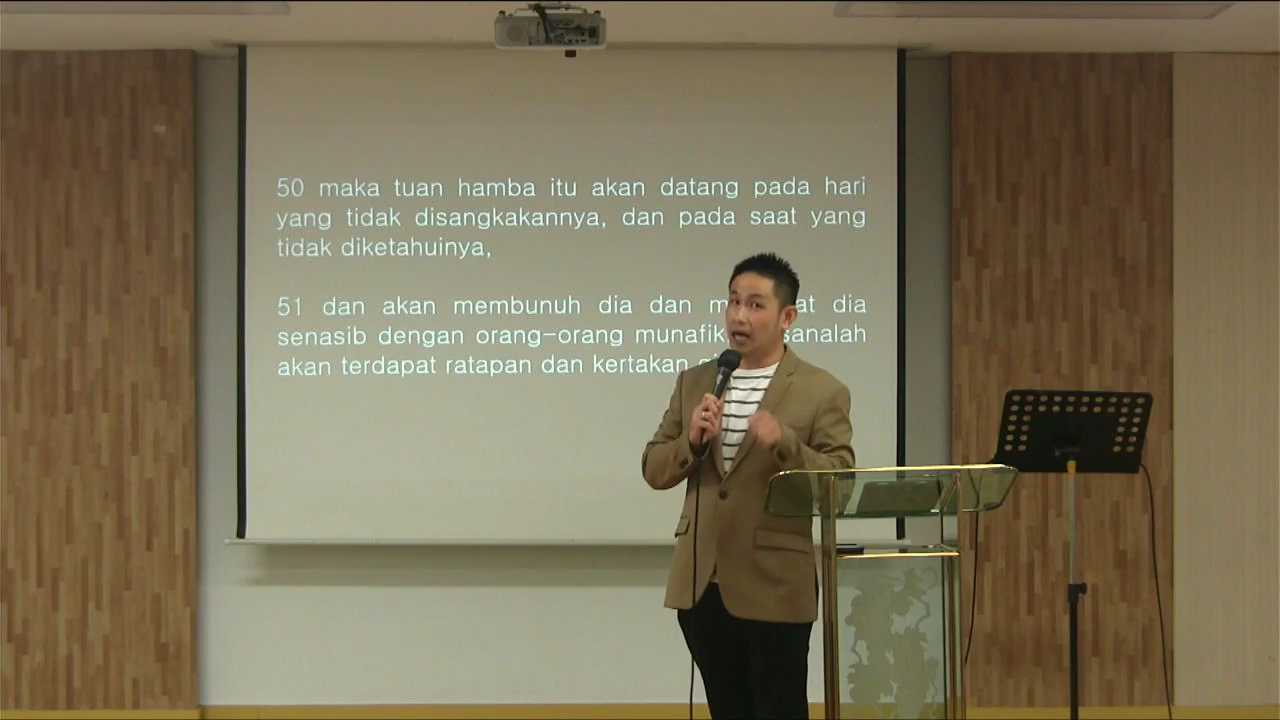 50 maka tuan hamba itu akan datang pada hari
yang tidak disangkakannya, dan pada saat yang
tidak diketahuinya,
51 dan akan membunuh dia dan dia
senasib dengan orang-orang munafik
akan terdapat ratapan dan kertakan